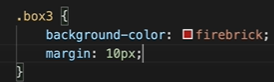 .box3 {
    background-color: firebrick;
    margin: 10px;
}